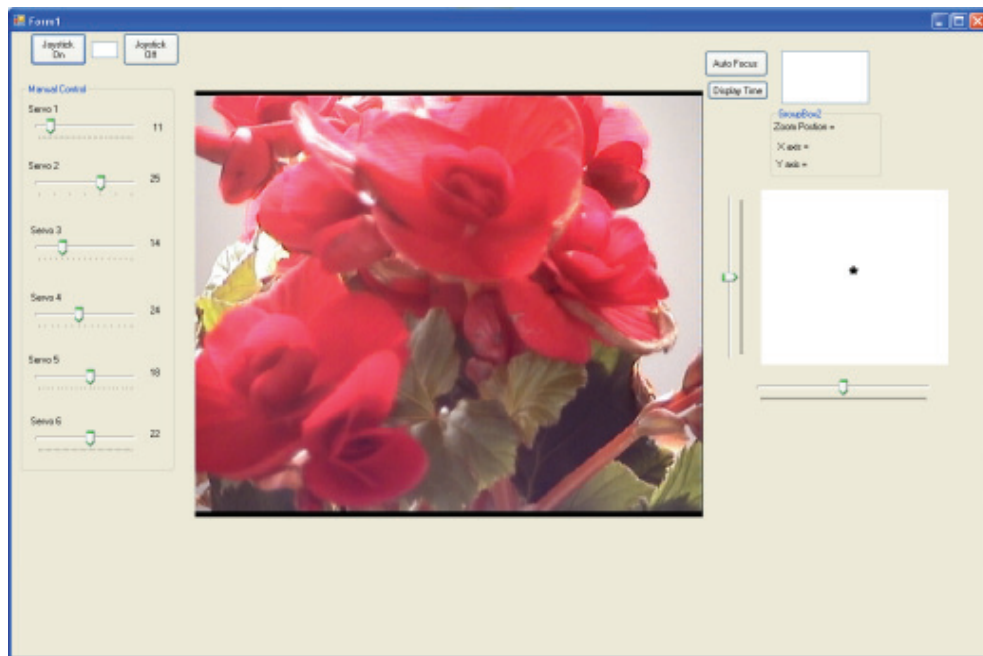 Form1
Joystick
On
Joystick
Off
Manual Control
Servo 1
11
Servo 2
25
Servo 3
14
Servo 4
24
Servo 5
18
Servo 6
22
Auto Focus
Display Time
GroupBox2
Zoom Position =
X axis =
Y axis =